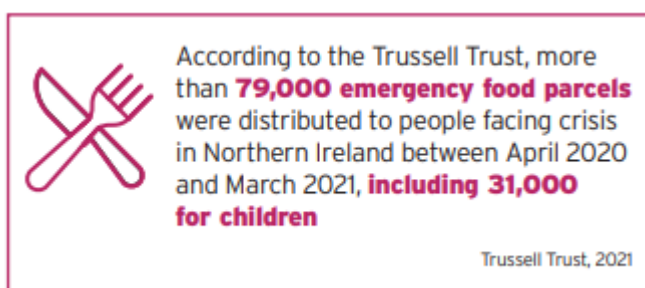 According to the Trussell Trust, more
than 79,000 emergency food parcels
were distributed to people facing crisis
in Northern Ireland between April 2020
and March 2021, including 31,000
for children
Trussell Trust, 2021